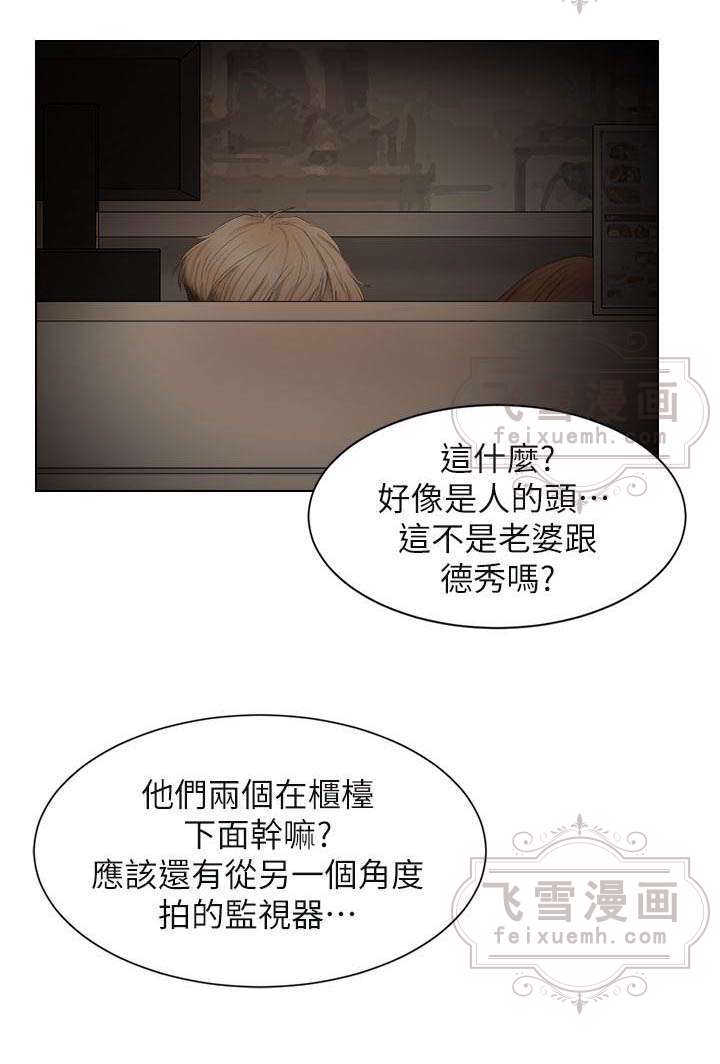 飞雪漫画
feixuemh.com
這什麼?
好像是人的頭…
這不是老婆跟
德秀嗎?
他們兩個在櫃檯
下面幹嘛?
應該還有從另一個角度
拍的監視器…
飞雪漫画
feixuemh.com